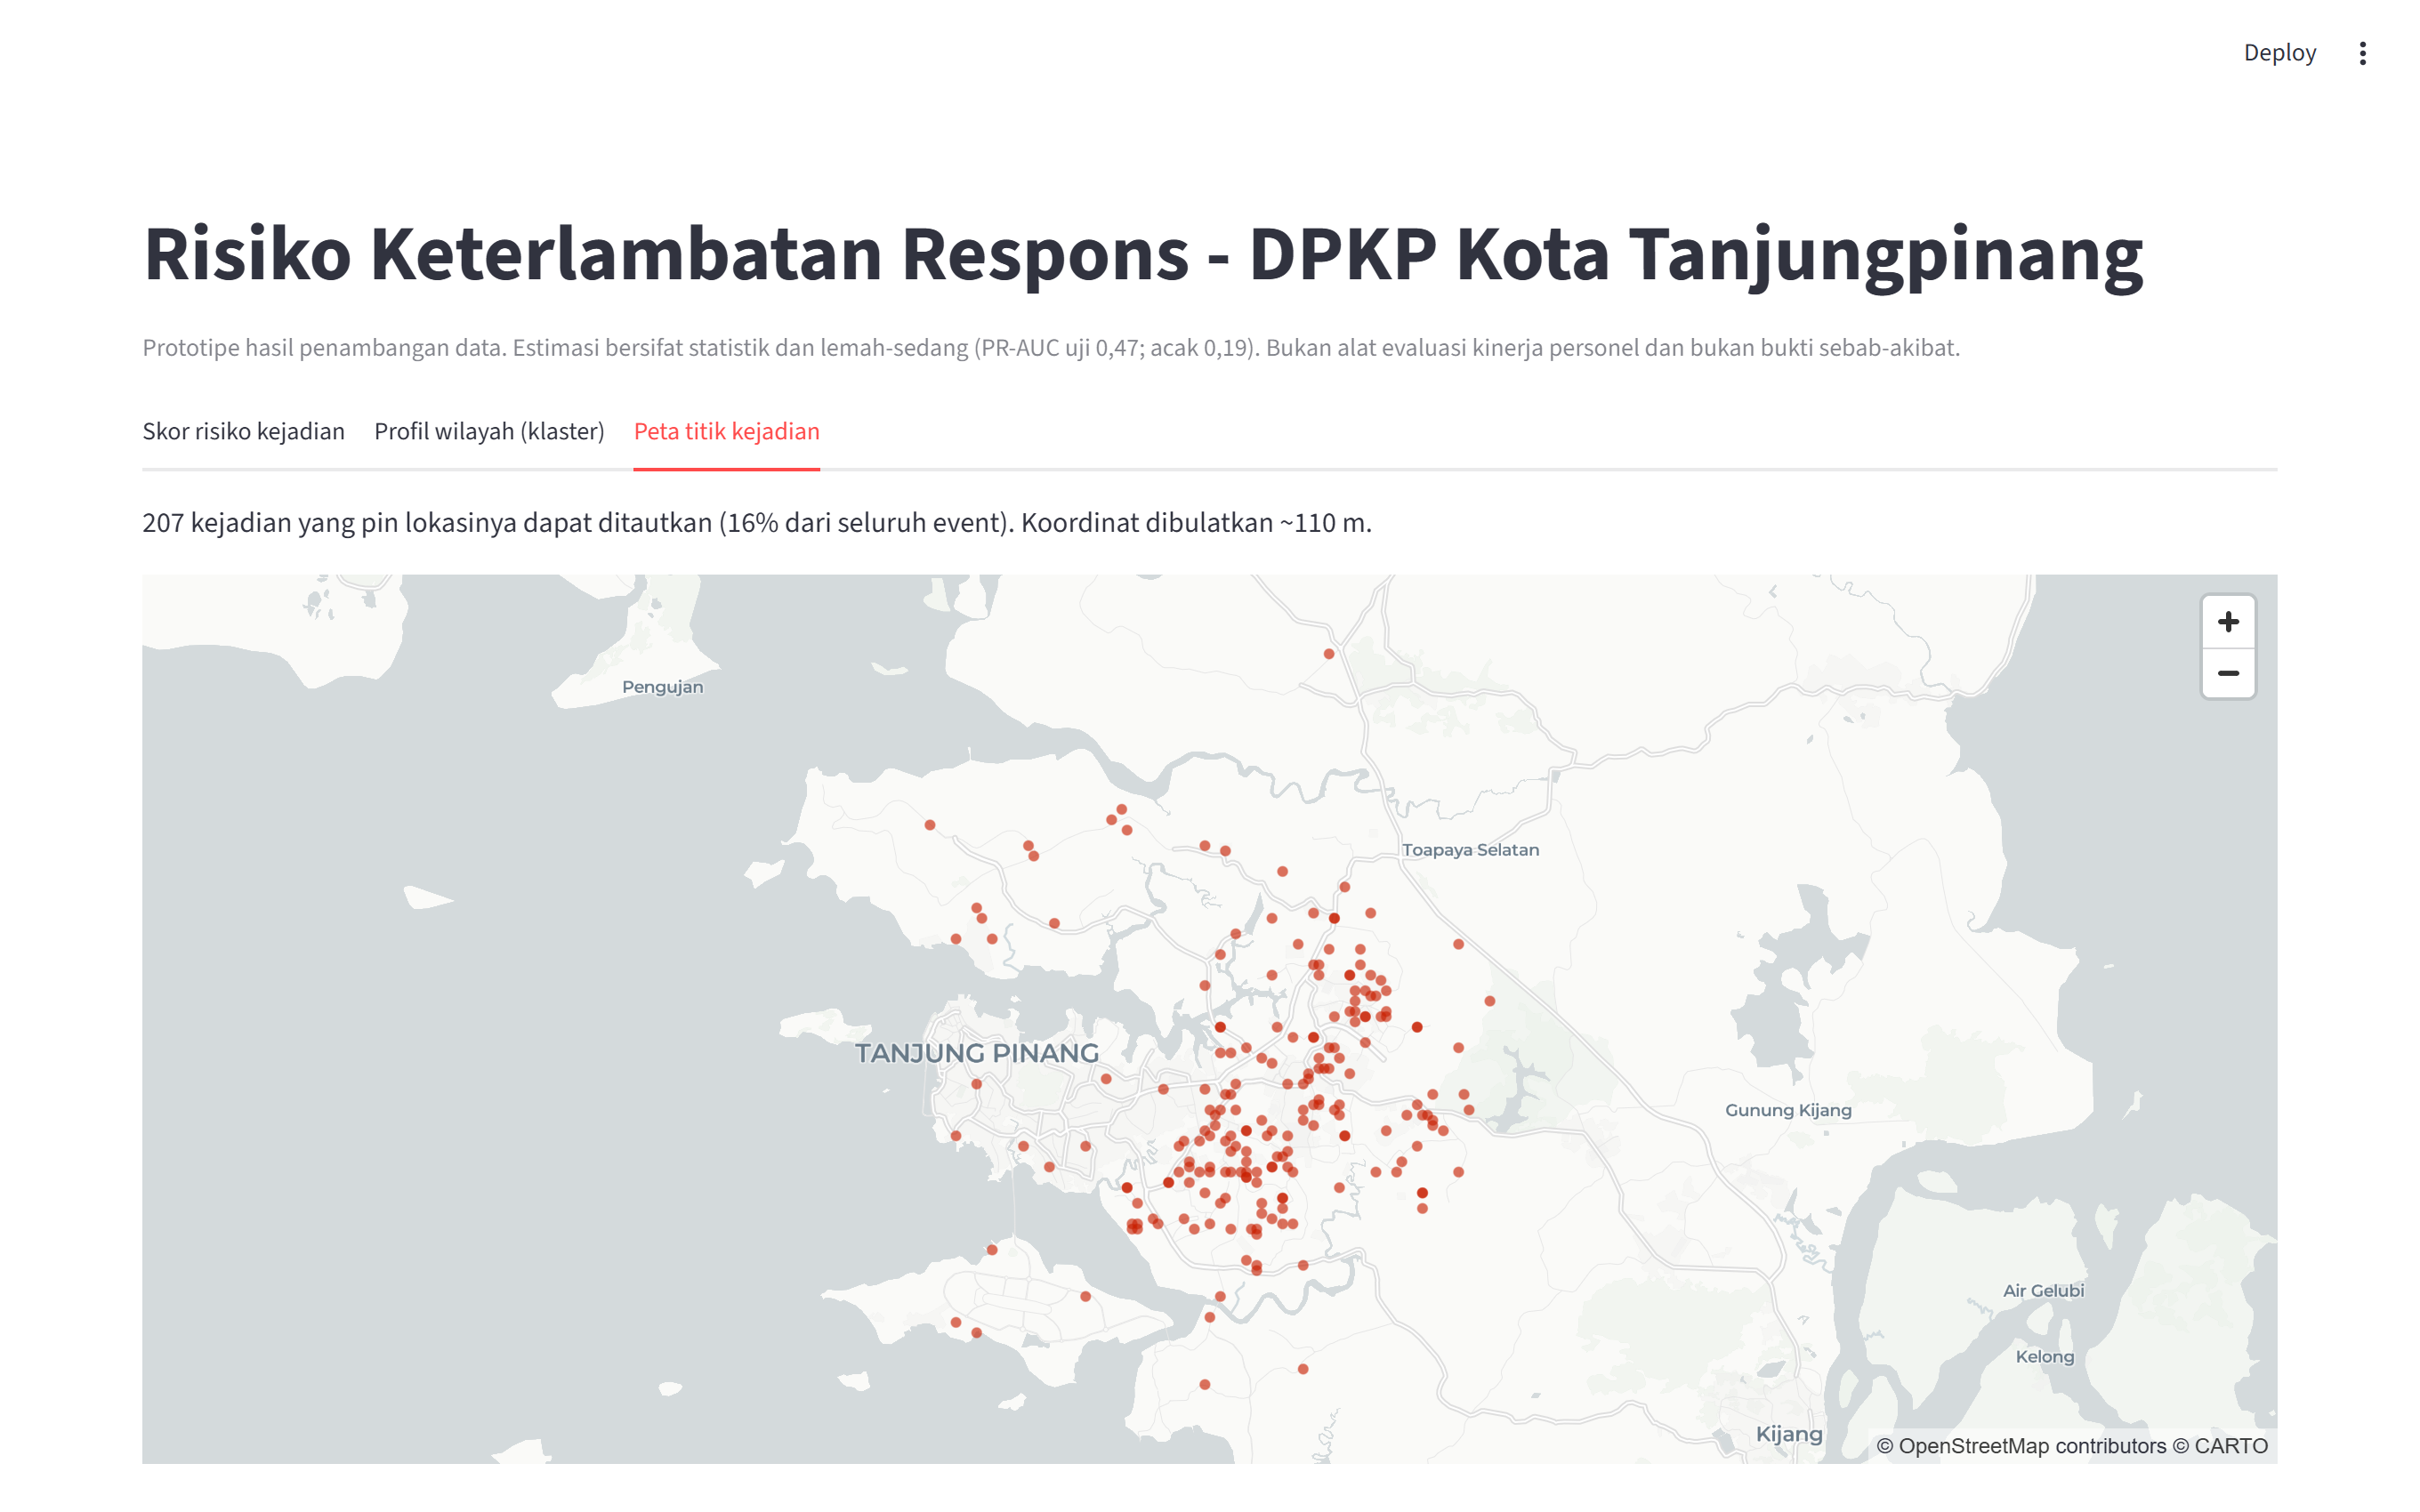 Deploy
Risiko Keterlambatan Respons - DPKP Kota Tanjungpinang
Prototipe hasil penambangan data. Estimasi bersifat statistik dan lemah-sedang (PR-AUC uji 0,47; acak 0,19). Bukan alat evaluasi kinerja personel dan bukan bukti sebab-akibat.
Skor risiko kejadian
Profil wilayah (klaster)
Peta titik kejadian
207 kejadian yang pin lokasinya dapat ditautkan (16% dari seluruh event). Koordinat dibulatkan ~110 m.
+
−
Pengujan
Toapaya Selatan
TANJUNG PINANG
Gunung Kijang
Air Gelubi
Kelong
Kijang
© OpenStreetMap contributors © CARTO